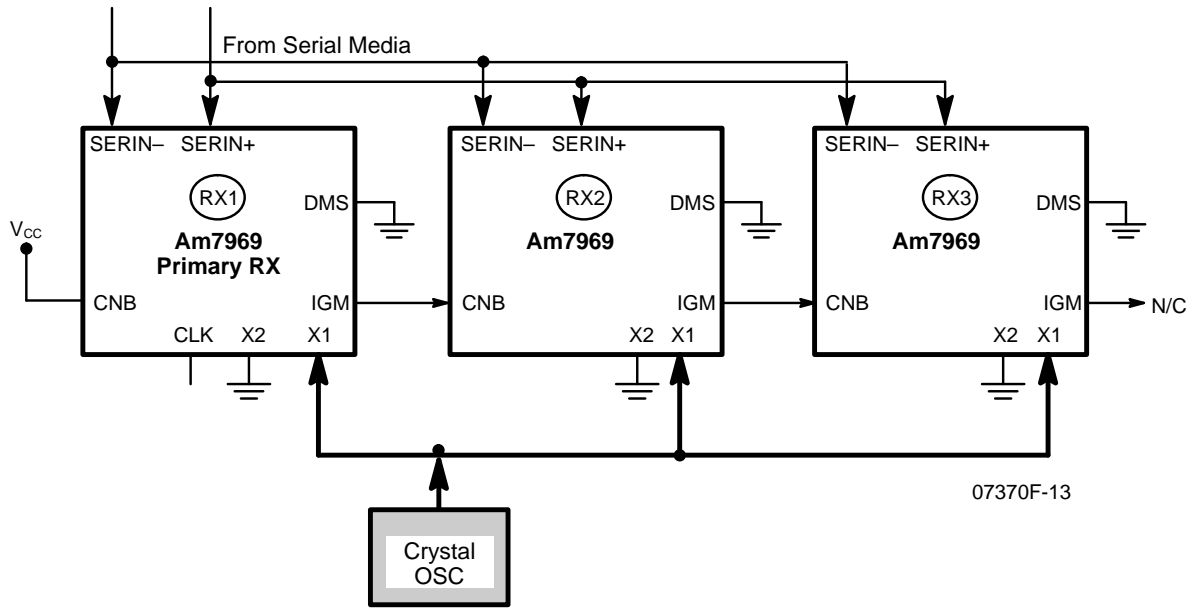 From Serial Media
SERIN– SERIN+
SERIN– SERIN+
SERIN– SERIN+
RX1
RX2
RX3
DMS
DMS
DMS
VCC
Am7969
Primary RX
Am7969
Am7969
CNB
IGM
CNB
IGM
CNB
IGM
N/C
CLK X2 X1
X2 X1
X2 X1
07370F-13
Crystal
OSC